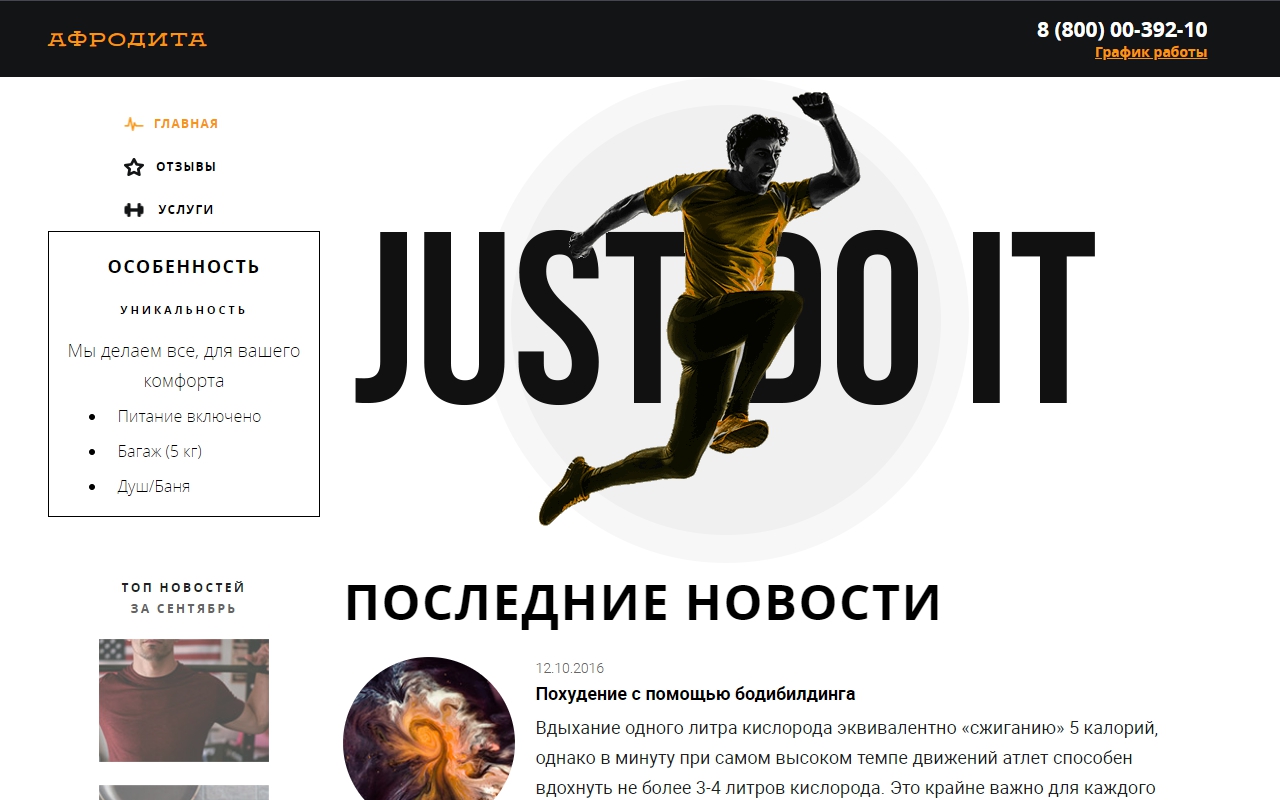 АФРОДИТА
8 (800) 00-392-10
График работы
ГЛАВНАЯ
ОТЗЫВЫ
УСЛУГИ
ОСОБЕННОСТЬ
УНИКАЛЬНОСТЬ
Мы делаем все, для вашего
комфорта
Питание включено
Багаж (5 кг)
Душ/Баня
JUST DO IT
ТОП НОВОСТЕЙ
ЗА СЕНТЯБРЬ
ПОСЛЕДНИЕ НОВОСТИ
12.10.2016
Похудение с помощью бодибилдинга
Вдыхание одного литра кислорода эквивалентно «сжиганию» 5 калорий,
однако в минуту при самом высоком темпе движений атлет способен
вдохнуть не более 3-4 литров кислорода. Это крайне важно для каждого